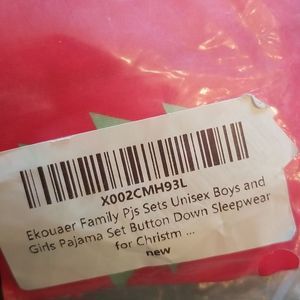 X002CMH93L
Ekouaer Family Pjs Sets Unisex Boys and
Girls Pajama Set Button Down Sleepwear
for Christm ...
new